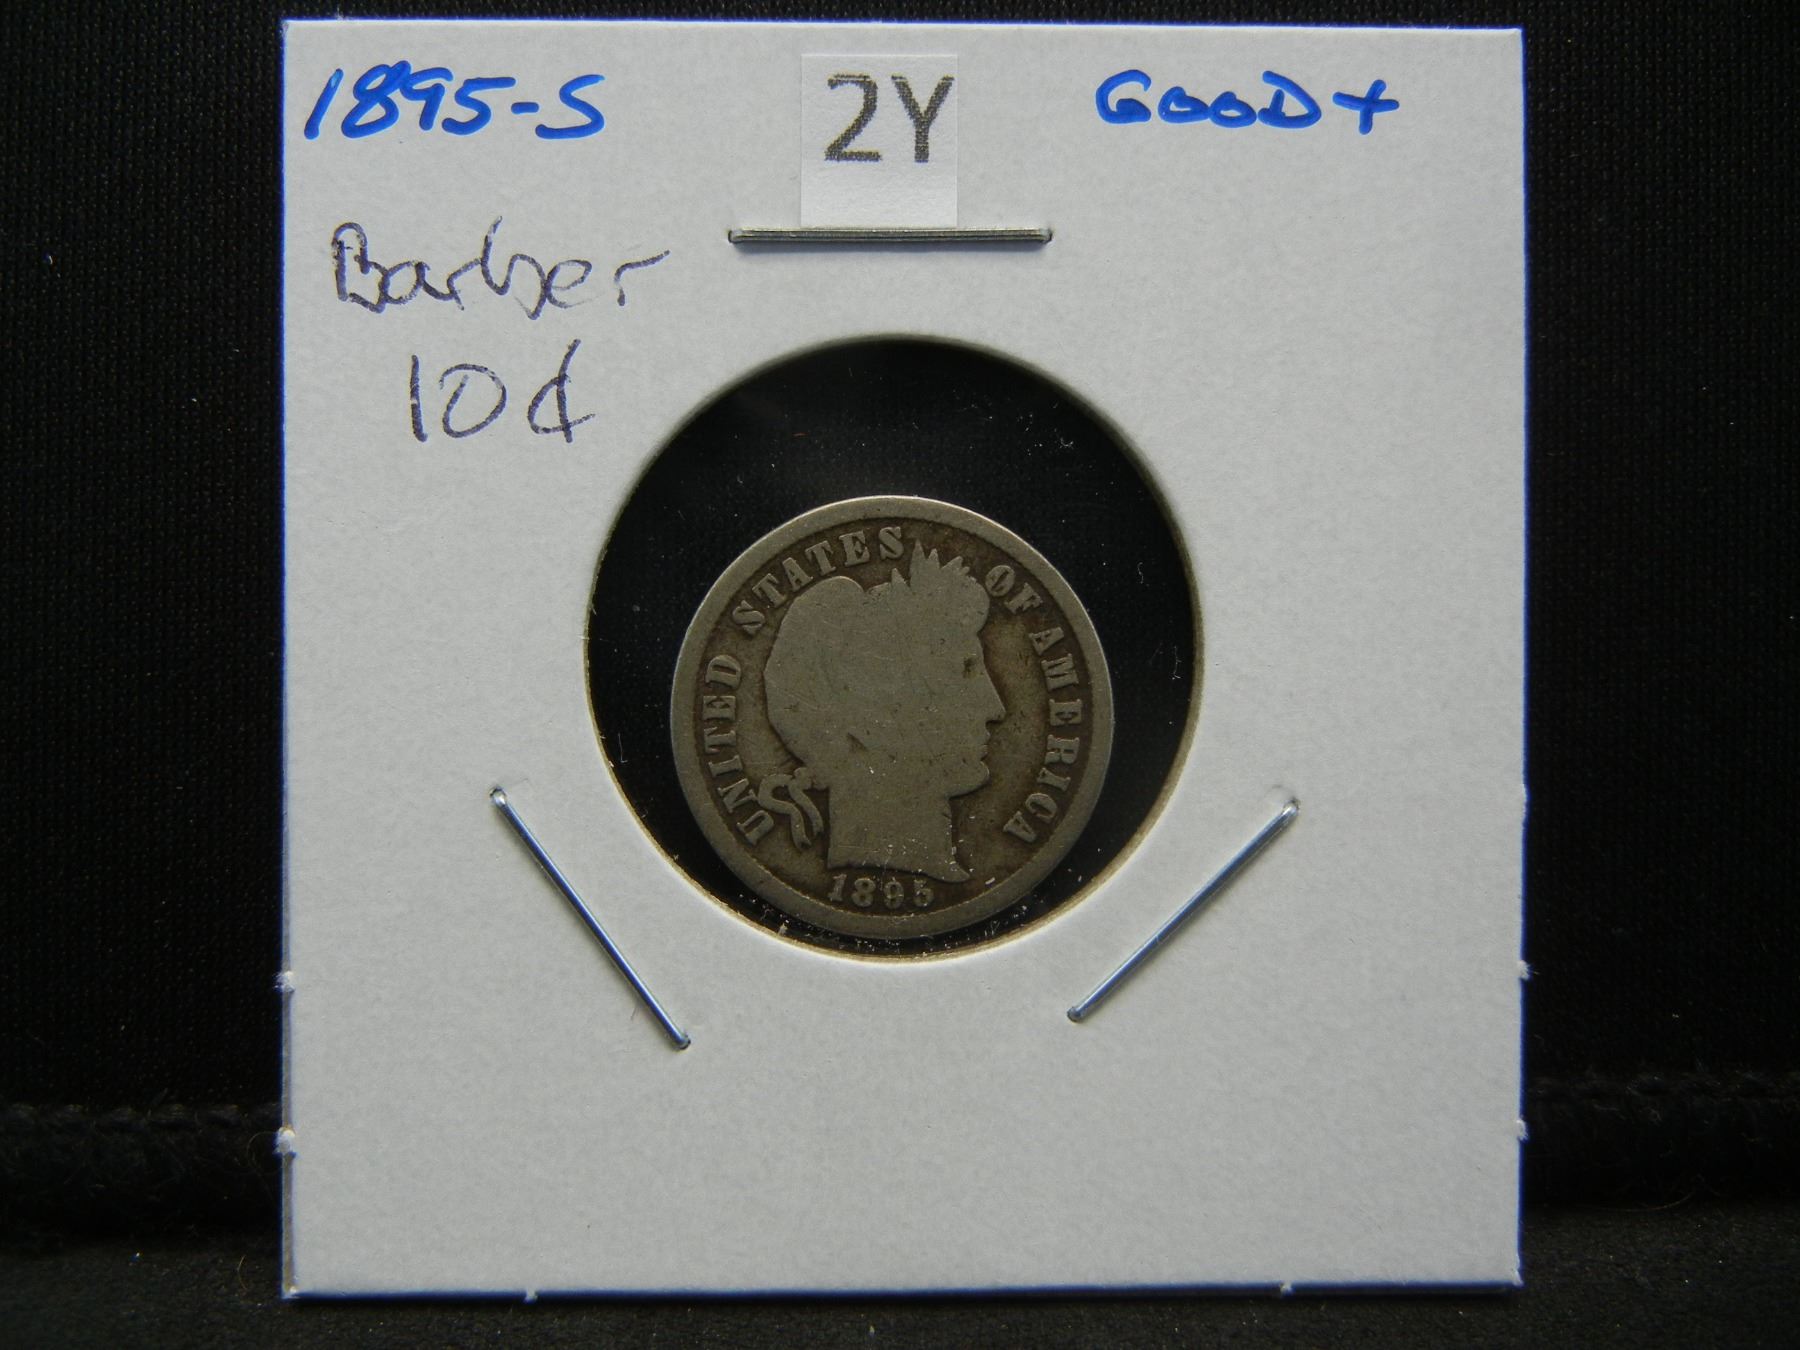 1895-S 2Y GOOD+
Barber
10¢
UNITED STATES OF AMERICA
1895